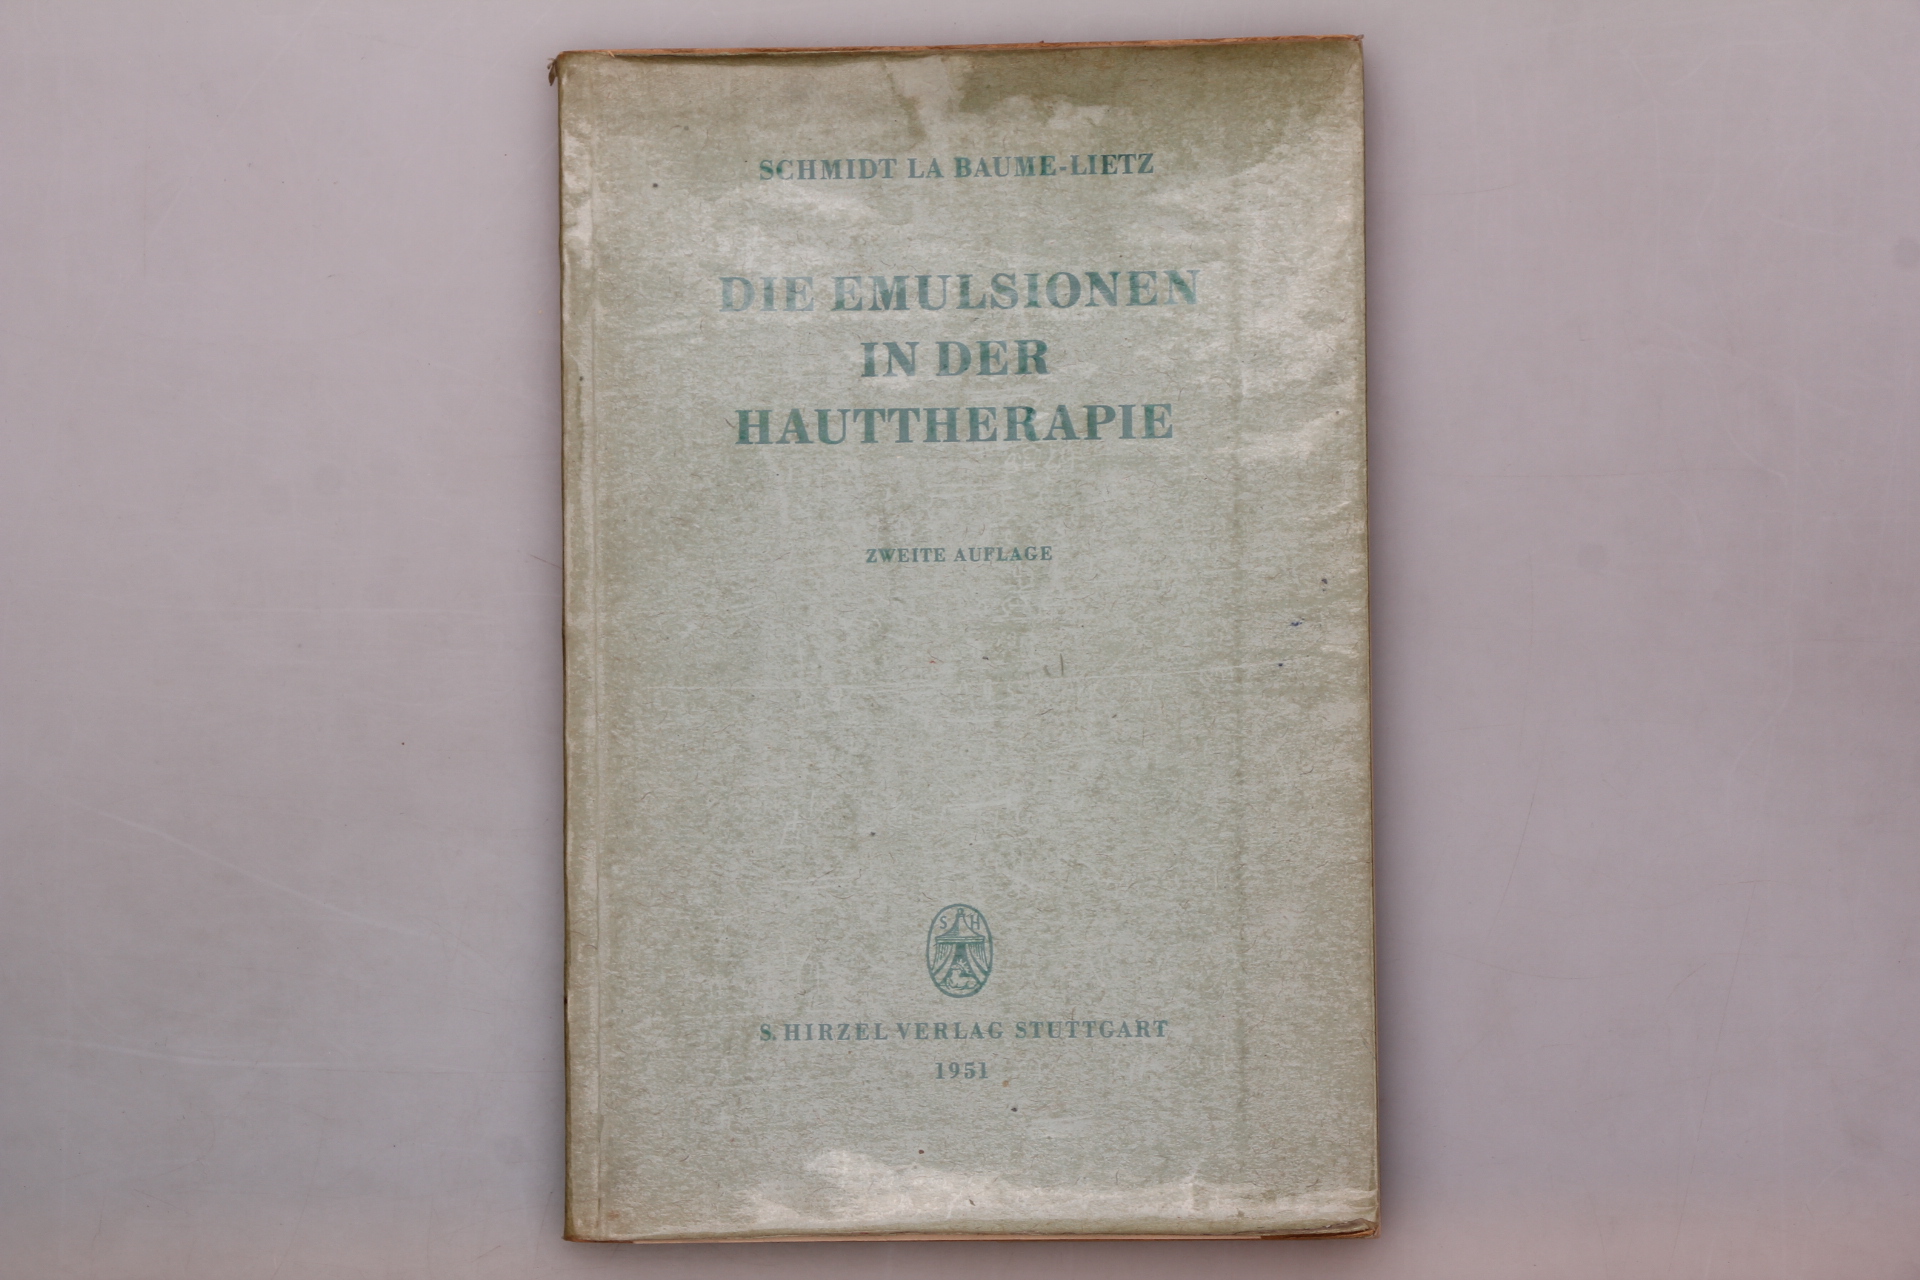 SCHMIDT LA BAUME-LIETZ
DIE EMULSIONEN
IN DER
HAUTTHERAPIE
ZWEITE AUFLAGE
S H
S. HIRZEL VERLAG STUTTGART
1951